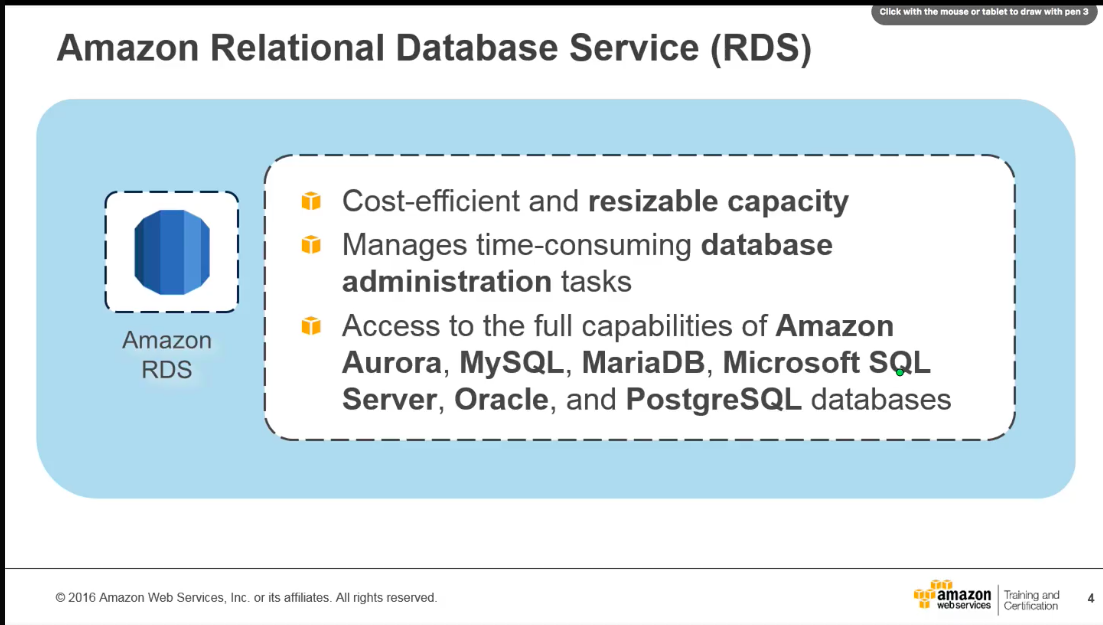 Click with the mouse or tablet to draw with pen 3
Amazon Relational Database Service (RDS)
Cost-efficient and resizable capacity
Manages time-consuming database
administration tasks
Access to the full capabilities of Amazon
Aurora, MySQL, MariaDB, Microsoft SQL
Server, Oracle, and PostgreSQL databases
Amazon
RDS
© 2016 Amazon Web Services, Inc. or its affiliates. All rights reserved.
amazon
webservices
Training and
Certification
4